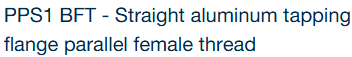 PPS1 BFT - Straight aluminum tapping
flange parallel female thread